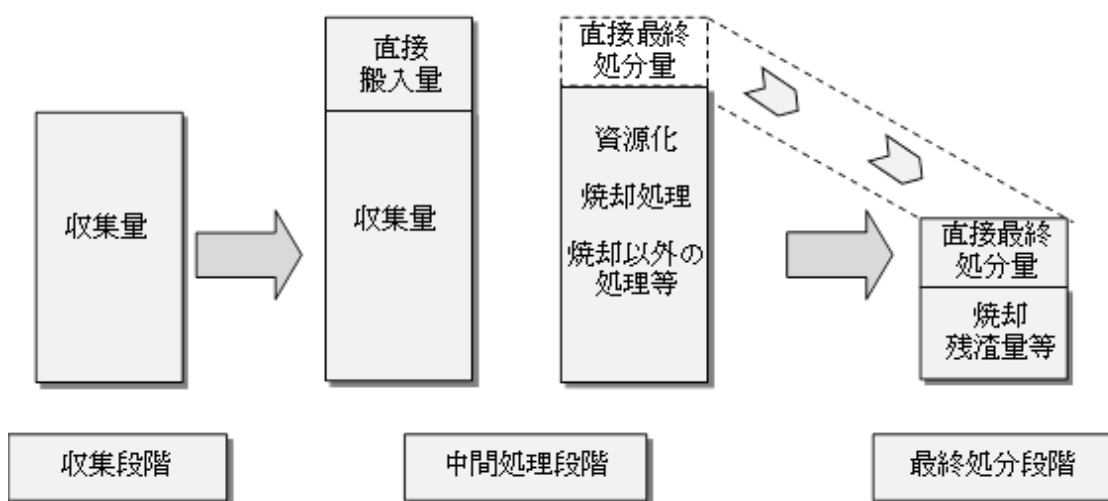 収集量
直接
搬入量
収集量
直接最終
処分量
資源化
焼却処理
焼却以外の
処理等
直接最終
処分量
焼却
残渣量等
収集段階
中間処理段階
最終処分段階